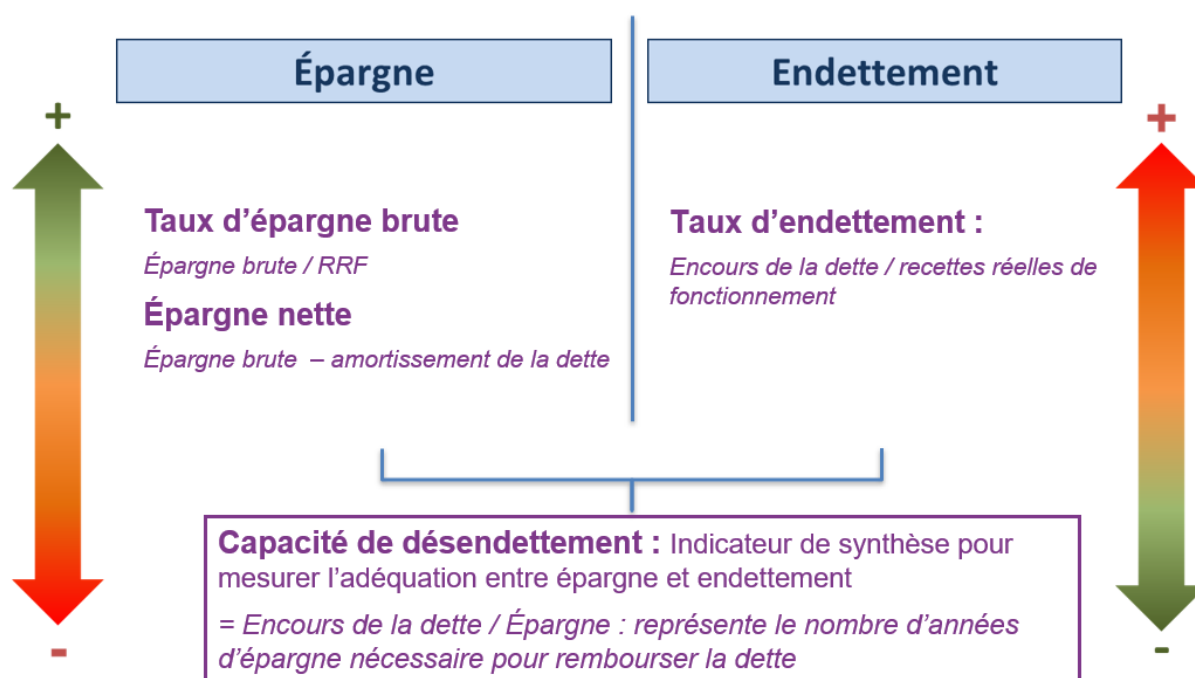 Épargne
Endettement
+
+
Taux d’épargne brute
Épargne brute / RRF
Épargne nette
Épargne brute – amortissement de la dette
Taux d’endettement :
Encours de la dette / recettes réelles de
fonctionnement
Capacité de désendettement : Indicateur de synthèse pour
mesurer l’adéquation entre épargne et endettement
= Encours de la dette / Épargne : représente le nombre d’années
d’épargne nécessaire pour rembourser la dette
-
-